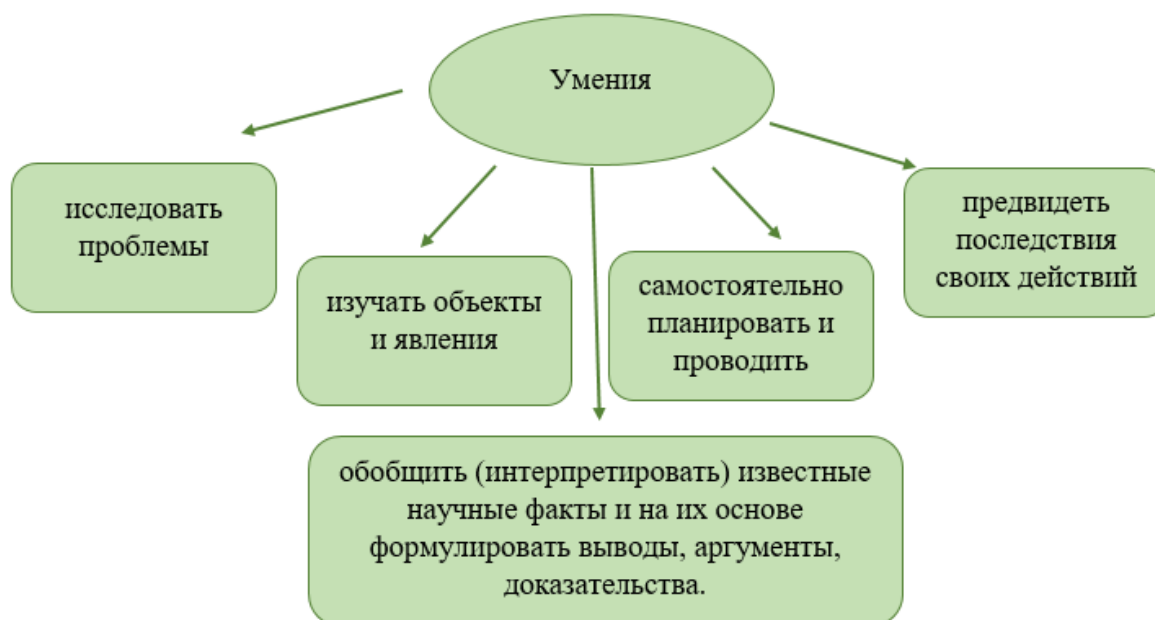 Умения
исследовать
проблемы
изучать объекты
и явления
самостоятельно
планировать и
проводить
предвидеть
последствия
своих действий
обобщить (интерпретировать) известные
научные факты и на их основе
формулировать выводы, аргументы,
доказательства.